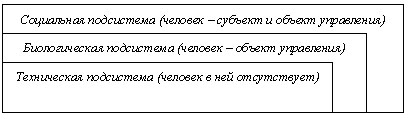 Социальная подсистема (человек – субъект и объект управления)
Биологическая подсистема (человек – объект управления)
Техническая подсистема (человек в ней отсутствует)